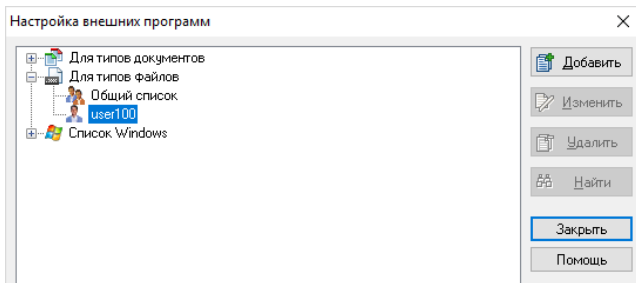 Настройка внешних программ
Для типов документов
Для типов файлов
Общий список
user100
Список Windows
Добавить
Изменить
Удалить
Найти
Закрыть
Помощь